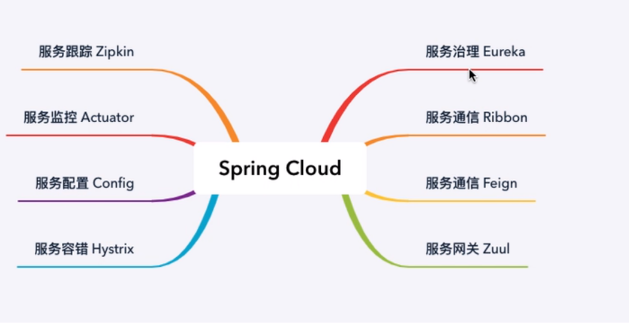 服务跟踪 Zipkin
服务治理 Eureka
服务监控 Actuator
服务通信 Ribbon
Spring Cloud
服务配置 Config
服务通信 Feign
服务容错 Hystrix
服务网关 Zuul